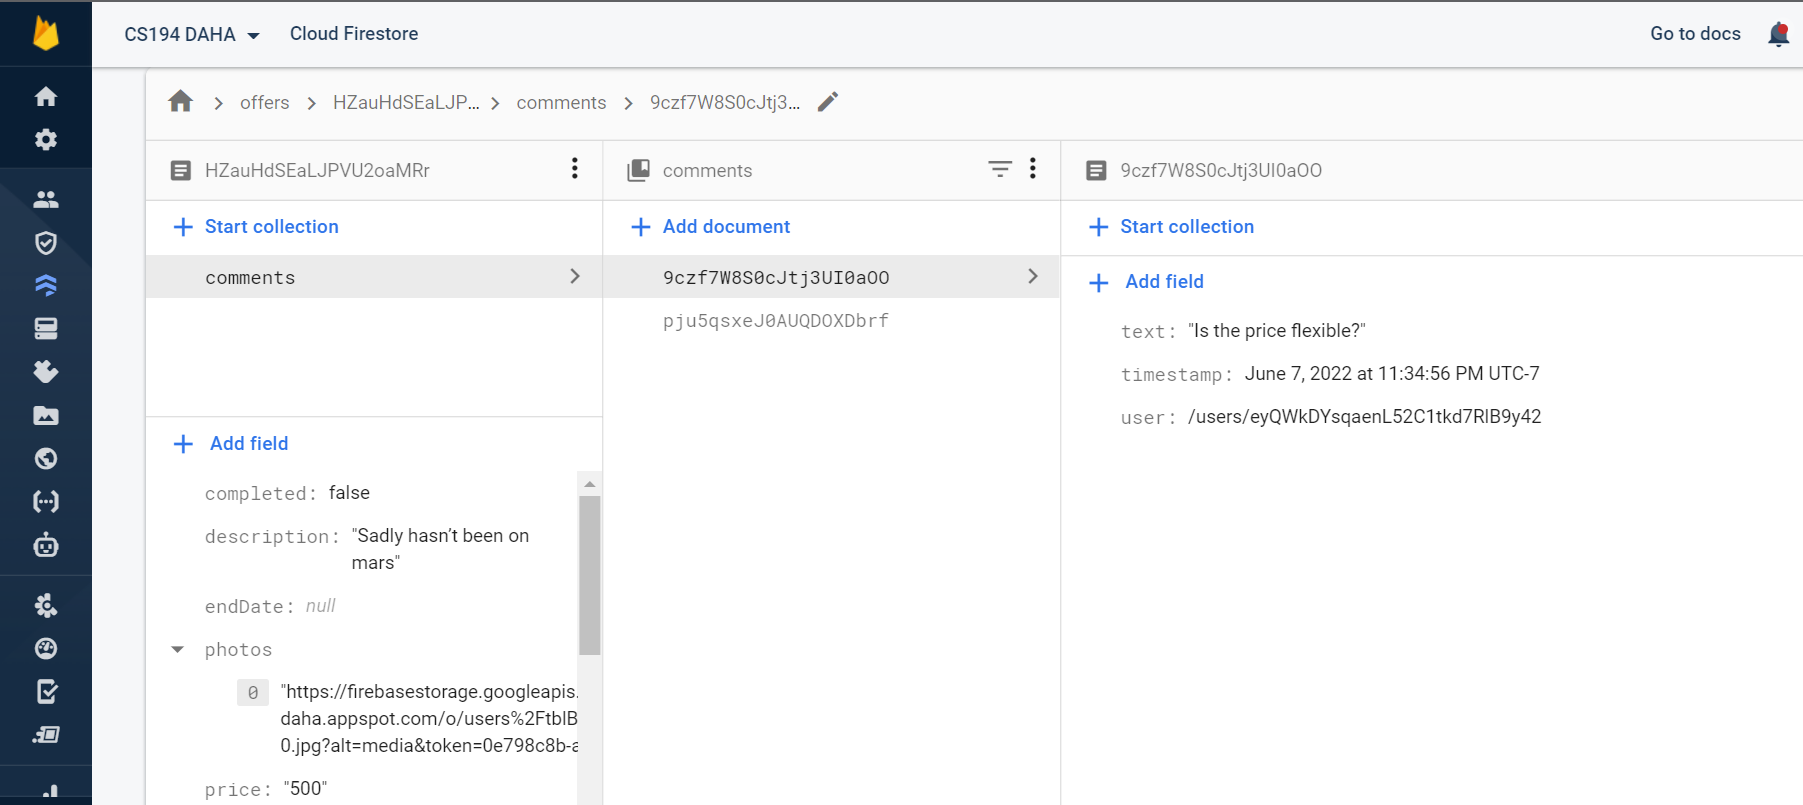 CS194 DAHA
Cloud Firestore
Go to docs
offers
HZauHdSEaLJP...
comments
9czf7W8S0cJtj3...
HZauHdSEaLJPVU2oaMRr
comments
9czf7W8S0cJtj3UI0aOO
Start collection
Add document
Start collection
comments
9czf7W8S0cJtj3UI0aOO
pju5qsxeJ0AUQDOXDbrf
Add field
text: "Is the price flexible?"
timestamp: June 7, 2022 at 11:34:56 PM UTC-7
user: /users/eyQWkDYsqaenL52C1tkd7RlB9y42
Add field
completed: false
description: "Sadly hasn’t been on
mars"
endDate: null
photos
0 "https://firebasestorage.googleapis.
daha.appspot.com/o/users%2FtblB
0.jpg?alt=media&token=0e798c8b-a
price: "500"